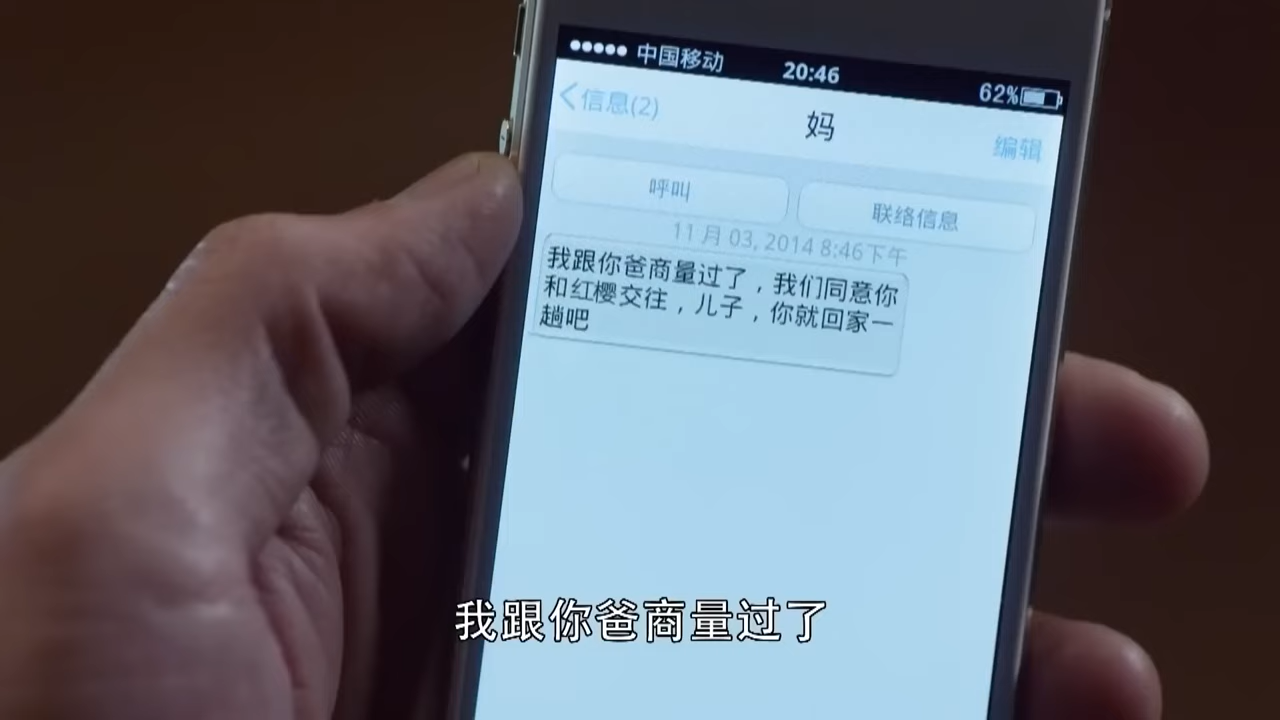 ●●●●● 中国移动 20:46 62%
信息(2) 妈 编辑
呼叫 联络信息
11月 03, 2014 8:46下午
我跟你爸商量过了，我们同意你
和红樱交往，儿子，你就回家一
趟吧
我跟你爸商量过了